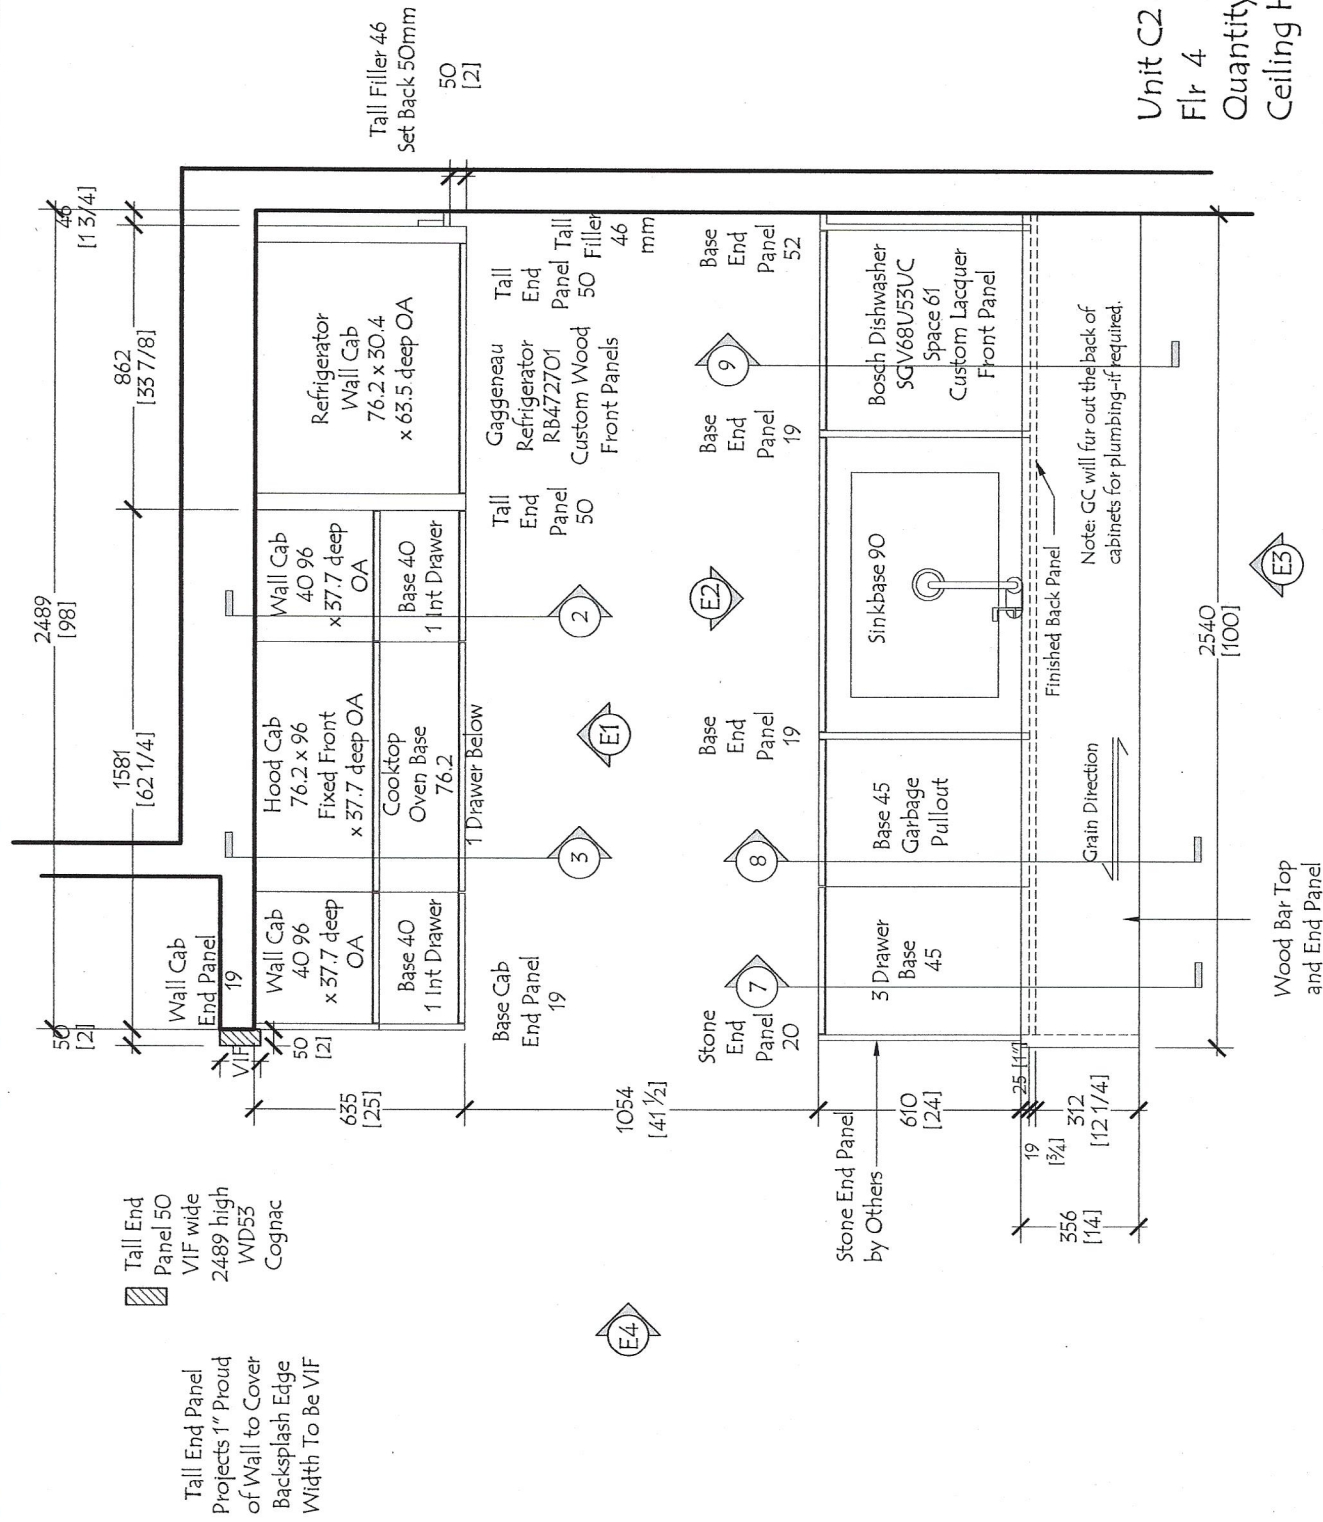 2489
[98]
46
[1 3/4]
862
[33 7/8]
1581
[62 1/4]
50
[2]
Tall Filler 46
Set Back 50mm
50
[2]
Unit C2
Flr 4
Quantity
Ceiling H
Wall Cab
End Panel
19
VIF
50
[2]
Wall Cab
40 96
x 37.7 deep
OA
Hood Cab
76.2 x 96
Fixed Front
x 37.7 deep OA
Wall Cab
40 96
x 37.7 deep
OA
Refrigerator
Wall Cab
76.2 x 30.4
x 63.5 deep OA
Base 40
1 Int Drawer
Cooktop
Oven Base
76.2
1 Drawer Below
Base 40
1 Int Drawer
Base Cab
End Panel
19
Tall
End
Panel
50
Gaggeneau
Refrigerator
RB472701
Custom Wood
Front Panels
Tall
End
Panel
50
Tall
Filler
46
mm
635
[25]
1054
[41 1/2]
3
E1
2
E4
Stone
End
Panel
20
7
8
Base
End
Panel
19
E2
Base
End
Panel
19
9
Base
End
Panel
52
Stone End Panel
by Others
3 Drawer
Base
45
Base 45
Garbage
Pullout
Sinkbase 90
Bosch Dishwasher
SGV68U53UC
Space 61
Custom Lacquer
Front Panel
610
[24]
25 [1"]
19
[3/4]
312
[12 1/4]
356
[14]
Finished Back Panel
Grain Direction
Note: GC will fur out the back of
cabinets for plumbing-if required.
2540
[100]
Wood Bar Top
and End Panel
E3
Tall End
Panel 50
VIF wide
2489 high
WD53
Cognac
Tall End Panel
Projects 1" Proud
of Wall to Cover
Backsplash Edge
Width To Be VIF